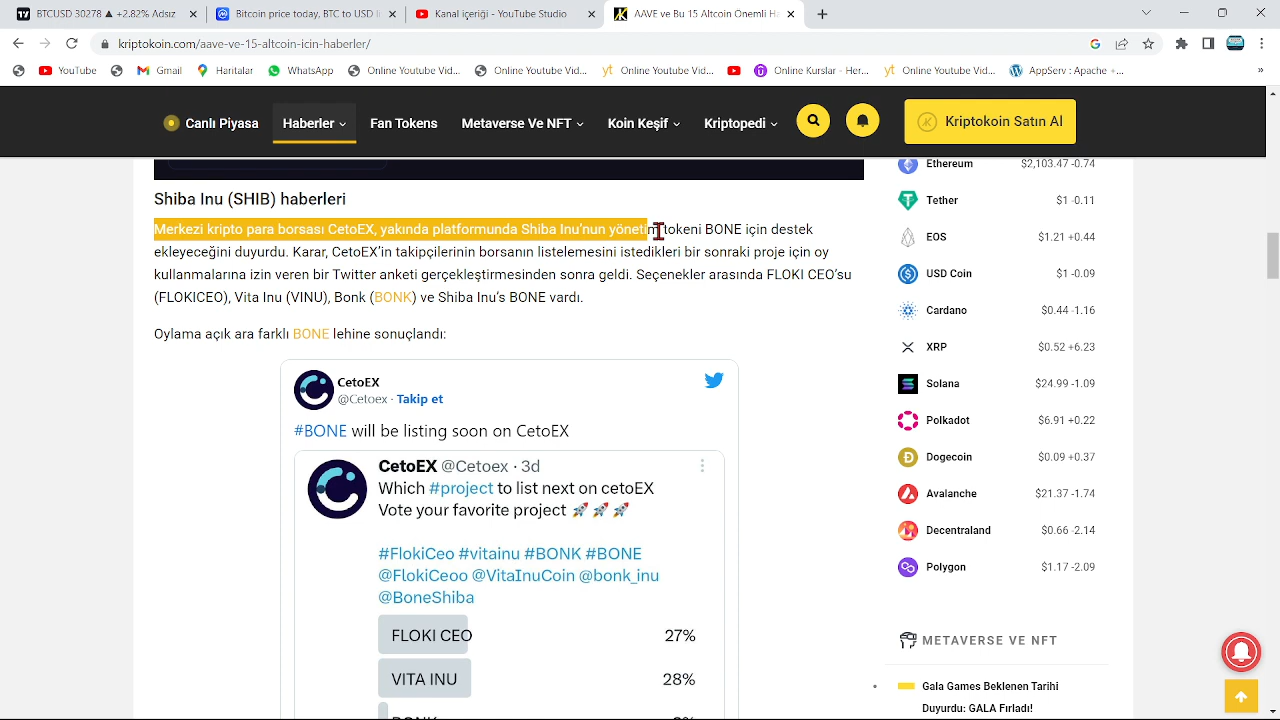 BTCUSD 30278 ▲ +2.82% Adsız
Bitcoin price today, BTC to USD li
Kanal içeriği - YouTube Studio
AAVE ve Bu 15 Altcoin Önemli Ha
kriptokoin.com/aave-ve-15-altcoin-icin-haberler/
YouTube
Gmail
Haritalar
WhatsApp
Online Youtube Vid...
Online Youtube Vid...
Online Youtube Vid...
Online Kurslar - Her...
Online Youtube Vid...
AppServ : Apache +...
»
Canlı Piyasa
Haberler
Fan Tokens
Metaverse Ve NFT
Koin Keşif
Kriptopedi
Kriptokoin Satın Al
Shiba Inu (SHIB) haberleri
Merkezi kripto para borsası CetoEX, yakında platformunda Shiba Inu'nun yönetim tokeni BONE için destek
ekleyeceğini duyurdu. Karar, CetoEX'in takipçilerinin borsanın listelemesini istedikleri bir sonraki proje için oy
kullanmalarına izin veren bir Twitter anketi gerçekleştirmesinden sonra geldi. Seçenekler arasında FLOKI CEO'su
(FLOKICEO), Vita Inu (VINU), Bonk (BONK) ve Shiba Inu's BONE vardı.
Oylama açık ara farklı BONE lehine sonuçlandı:
CetoEX
@Cetoex · Takip et
#BONE will be listing soon on CetoEX
CetoEX @Cetoex · 3d
Which #project to list next on cetoEX
Vote your favorite project 🚀🚀🚀
#FlokiCeo #vitainu #BONK #BONE
@FlokiCeoo @VitaInuCoin @bonk_inu
@BoneShiba
FLOKI CEO 27%
VITA INU 28%
Ethereum $2,103.47 -0.74
Tether $1 -0.11
EOS $1.21 +0.44
USD Coin $1 -0.09
Cardano $0.44 -1.16
XRP $0.52 +6.23
Solana $24.99 -1.09
Polkadot $6.91 +0.22
Dogecoin $0.09 +0.37
Avalanche $21.37 -1.74
Decentraland $0.66 -2.14
Polygon $1.17 -2.09
METAVERSE VE NFT
Gala Games Beklenen Tarihi
Duyurdu: GALA Fırladı!